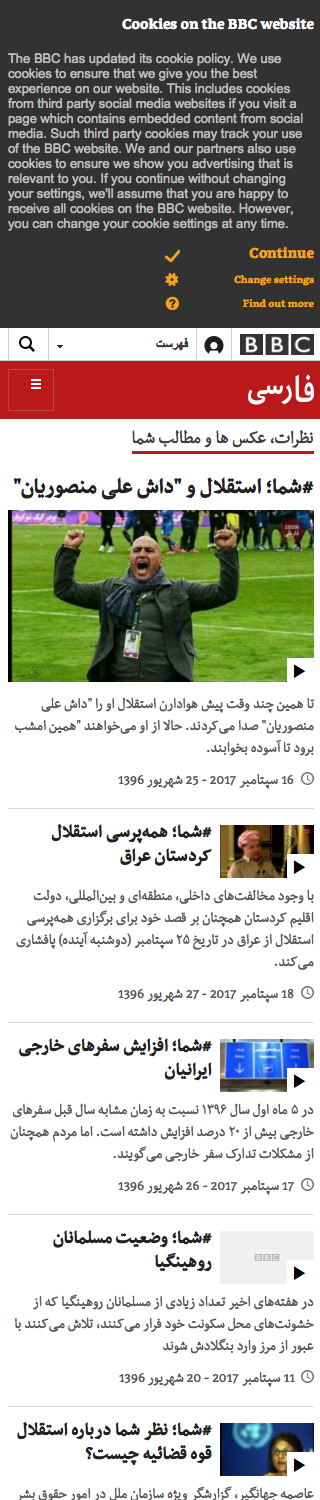 Cookies on the BBC website
The BBC has updated its cookie policy. We use
cookies to ensure that we give you the best
experience on our website. This includes cookies
from third party social media websites if you visit a
page which contains embedded content from social
media. Such third party cookies may track your use
of the BBC website. We and our partners also use
cookies to ensure we show you advertising that is
relevant to you. If you continue without changing
your settings, we'll assume that you are happy to
receive all cookies on the BBC website. However,
you can change your cookie settings at any time.
Continue
Change settings
Find out more
BBC
فهرست
فارسی
نظرات، عکس ها و مطالب شما
#شما؛ استقلال و "داش علی منصوریان"
تا همین چند وقت پیش هوادارن استقلال او را "داش علی
منصوریان" صدا می‌کردند. حالا از او می‌خواهند "همین امشب
برود تا آسوده بخوابند.
16 سپتامبر 2017 - 25 شهریور 1396
#شما؛ همه‌پرسی استقلال
کردستان عراق
با وجود مخالفت‌های داخلی، منطقه‌ای و بین‌المللی، دولت
اقلیم کردستان همچنان بر قصد خود برای برگزاری همه‌پرسی
استقلال از عراق در تاریخ ۲۵ سپتامبر (دوشنبه آینده) پافشاری
می‌کند.
18 سپتامبر 2017 - 27 شهریور 1396
#شما؛ افزایش سفرهای خارجی
ایرانیان
در ۵ ماه اول سال ۱۳۹۶ نسبت به زمان مشابه سال قبل سفرهای
خارجی بیش از ۲۰ درصد افزایش داشته است. اما مردم همچنان
از مشکلات تدارک سفر خارجی می‌گویند.
17 سپتامبر 2017 - 26 شهریور 1396
#شما؛ وضعیت مسلمانان
روهینگیا
BBC
در هفته‌های اخیر تعداد زیادی از مسلمانان روهینگیا که از
خشونت‌های محل سکونت خود فرار می‌کنند، تلاش می‌کنند با
عبور از مرز وارد بنگلادش شوند
11 سپتامبر 2017 - 20 شهریور 1396
#شما؛ نظر شما درباره استقلال
قوه قضائیه چیست؟
عاصمه جهانگیر، گزارشگر ویژه سازمان ملل در امور حقوق بشر